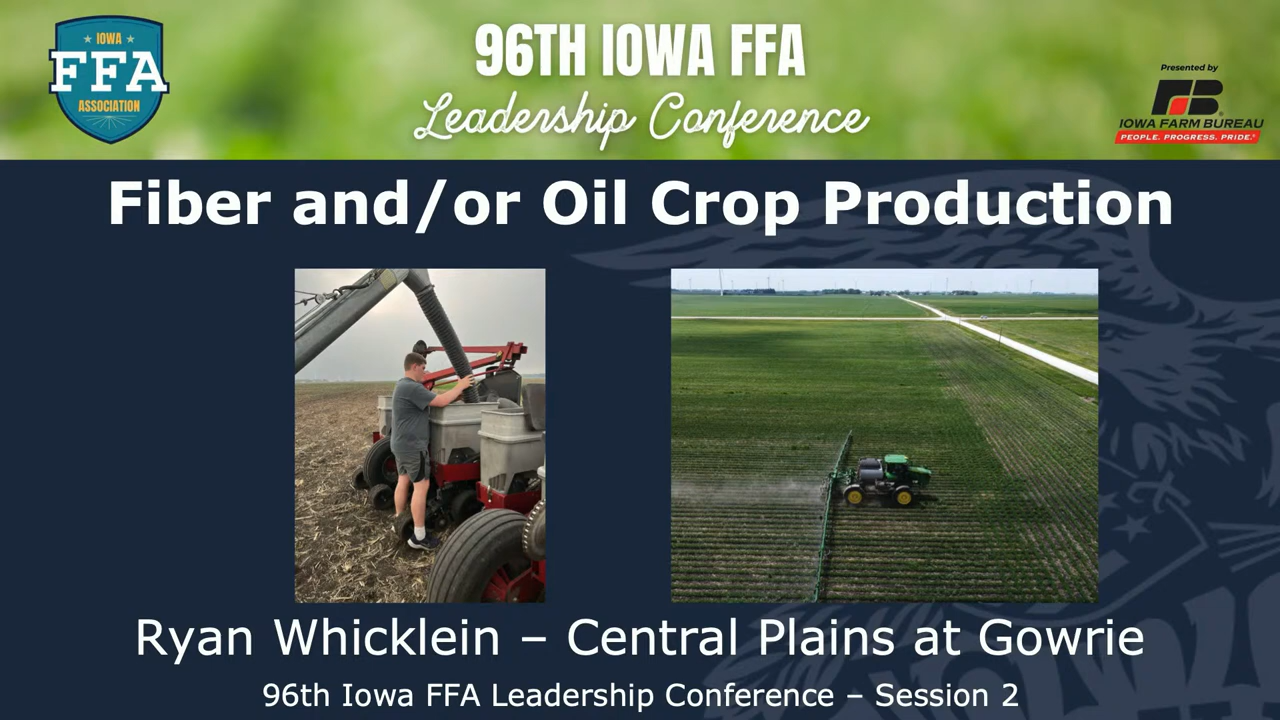 IOWA
FFA
ASSOCIATION
96TH IOWA FFA
Leadership Conference
Presented by
FB
IOWA FARM BUREAU
PEOPLE. PROGRESS. PRIDE.®
Fiber and/or Oil Crop Production
Ryan Whicklein – Central Plains at Gowrie
96th Iowa FFA Leadership Conference – Session 2